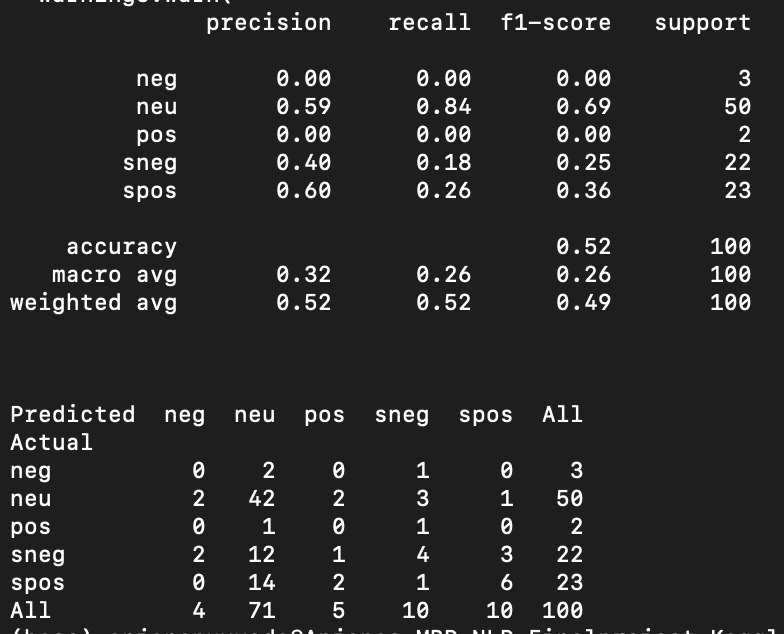 precision recall f1-score support
neg 0.00 0.00 0.00 3
neu 0.59 0.84 0.69 50
pos 0.00 0.00 0.00 2
sneg 0.40 0.18 0.25 22
spos 0.60 0.26 0.36 23
accuracy 0.52 100
macro avg 0.32 0.26 0.26 100
weighted avg 0.52 0.52 0.49 100
Predicted neg neu pos sneg spos All
Actual
neg 0 2 0 1 0 3
neu 2 42 2 3 1 50
pos 0 1 0 1 0 2
sneg 2 12 1 4 3 22
spos 0 14 2 1 6 23
All 4 71 5 10 10 100